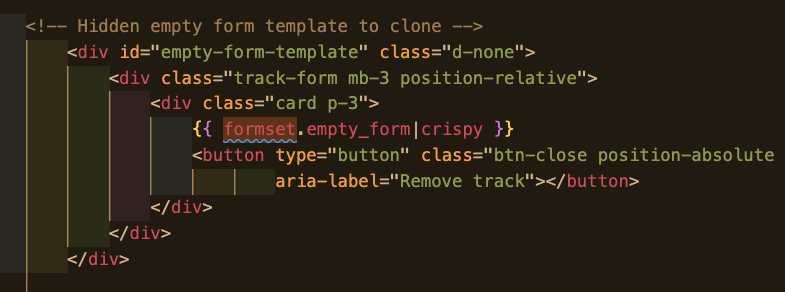 <!-- Hidden empty form template to clone -->
<div id="empty-form-template" class="d-none">
<div class="track-form mb-3 position-relative">
<div class="card p-3">
{{ formset.empty_form|crispy }}
<button type="button" class="btn-close position-absolute
aria-label="Remove track"></button>
</div>
</div>
</div>